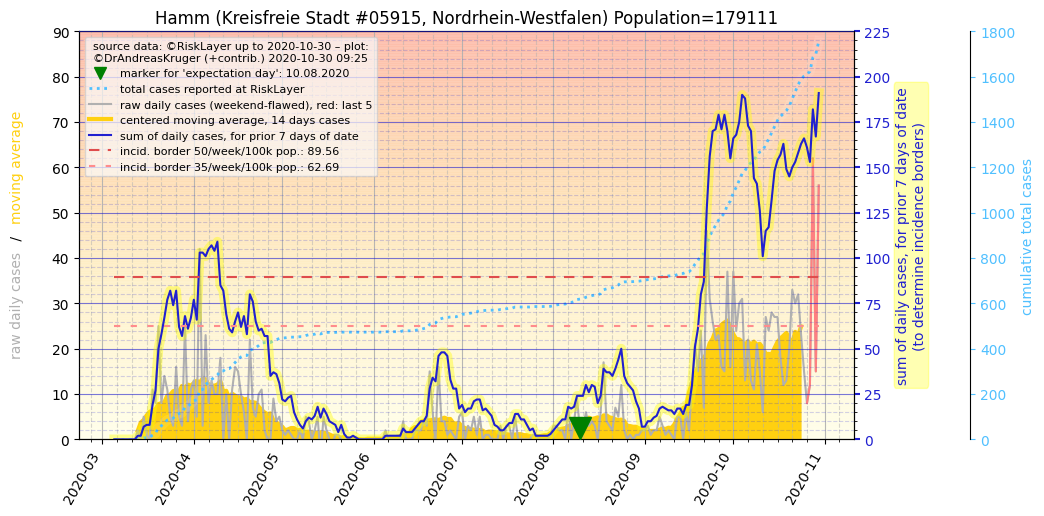 Hamm (Kreisfreie Stadt #05915, Nordrhein-Westfalen) Population=179111
source data: ©RiskLayer up to 2020-10-30 – plot:
©DrAndreasKruger (+contrib.) 2020-10-30 09:25
marker for 'expectation day': 10.08.2020
total cases reported at RiskLayer
raw daily cases (weekend-flawed), red: last 5
centered moving average, 14 days cases
sum of daily cases, for prior 7 days of date
incid. border 50/week/100k pop.: 89.56
incid. border 35/week/100k pop.: 62.69
raw daily cases / moving average
90
80
70
60
50
40
30
20
10
0
2020-03
2020-04
2020-05
2020-06
2020-07
2020-08
2020-09
2020-10
2020-11
225
200
175
150
125
100
75
50
25
0
sum of daily cases, for prior 7 days of date
(to determine incidence borders)
1800
1600
1400
1200
1000
800
600
400
200
0
cumulative total cases